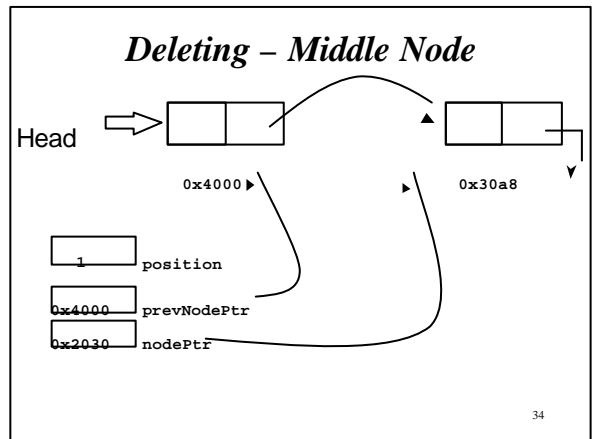 Deleting – Middle Node
Head
0x4000
0x30a8
1 position
0x4000 prevNodePtr
0x2030 nodePtr
34